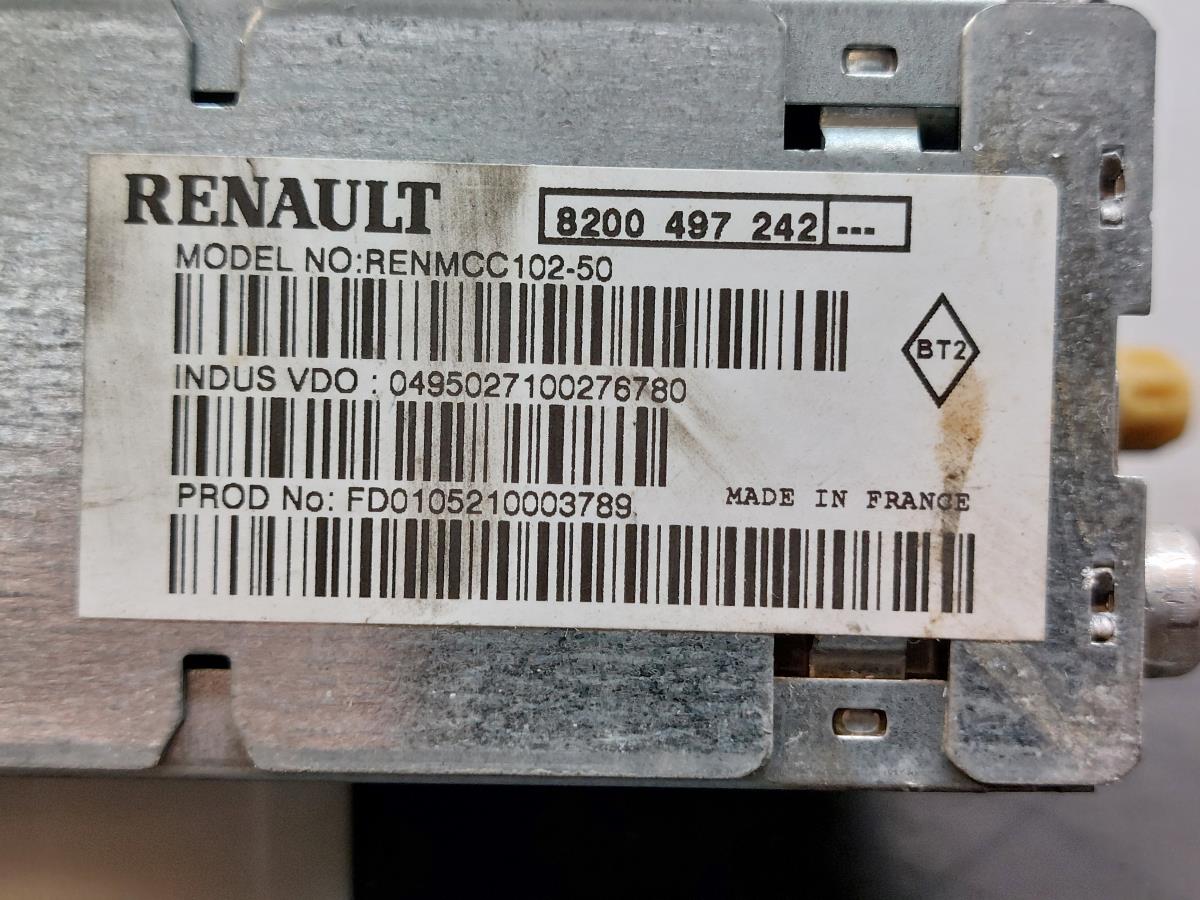 RENAULT
8200 497 242 ---
MODEL NO:RENMCC102-50
BT2
INDUS VDO : 0495027100276780
PROD No: FD0105210003789
MADE IN FRANCE